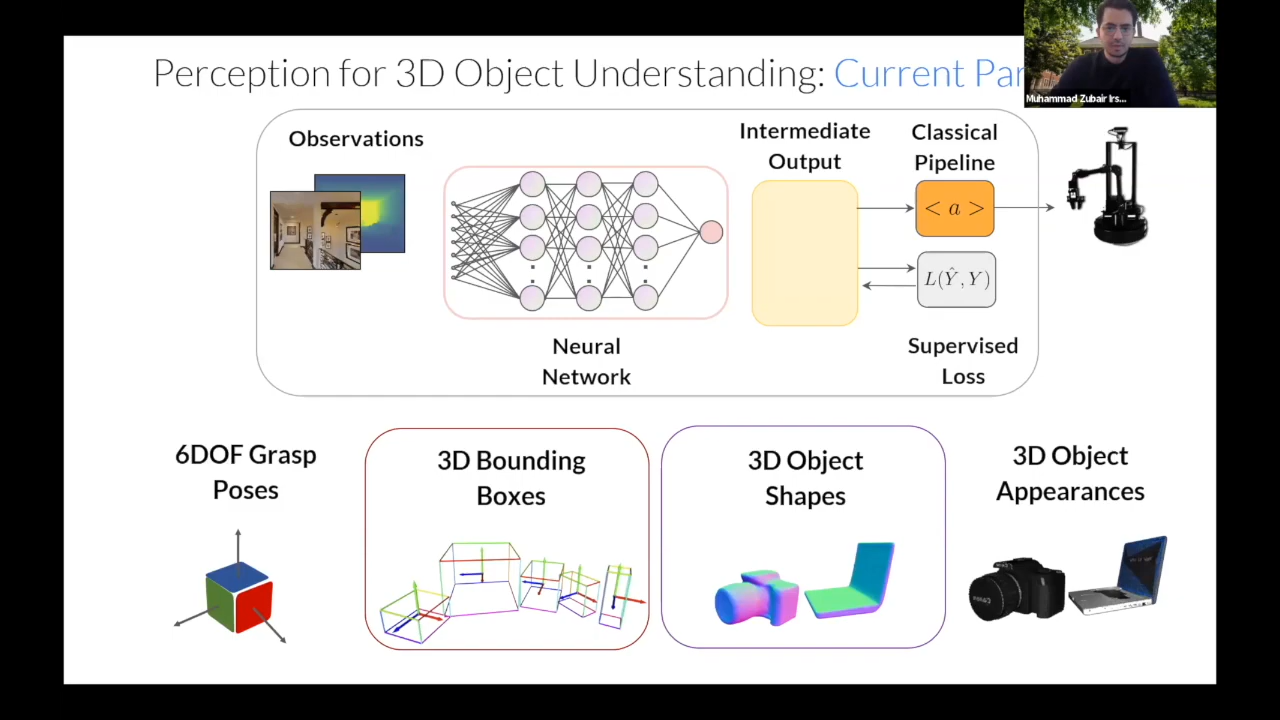 Perception for 3D Object Understanding: Current Par
Muhammad Zubair Irs...
Observations
Intermediate
Output
Classical
Pipeline
< a >
L(Ŷ, Y)
Neural
Network
Supervised
Loss
6DOF Grasp
Poses
3D Bounding
Boxes
3D Object
Shapes
3D Object
Appearances